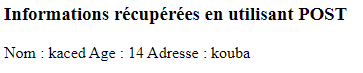 Informations récupérées en utilisant POST
Nom : kaced Age : 14 Adresse : kouba